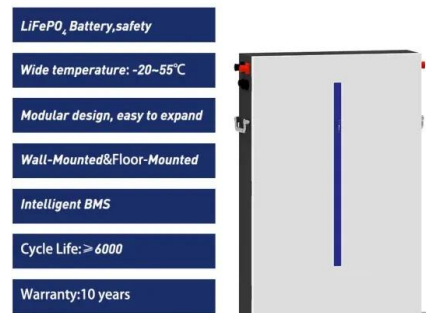 LiFePO₄ Battery,safety
Wide temperature: -20~55℃
Modular design, easy to expand
Wall-Mounted&Floor-Mounted
Intelligent BMS
Cycle Life:≥6000
Warranty:10 years